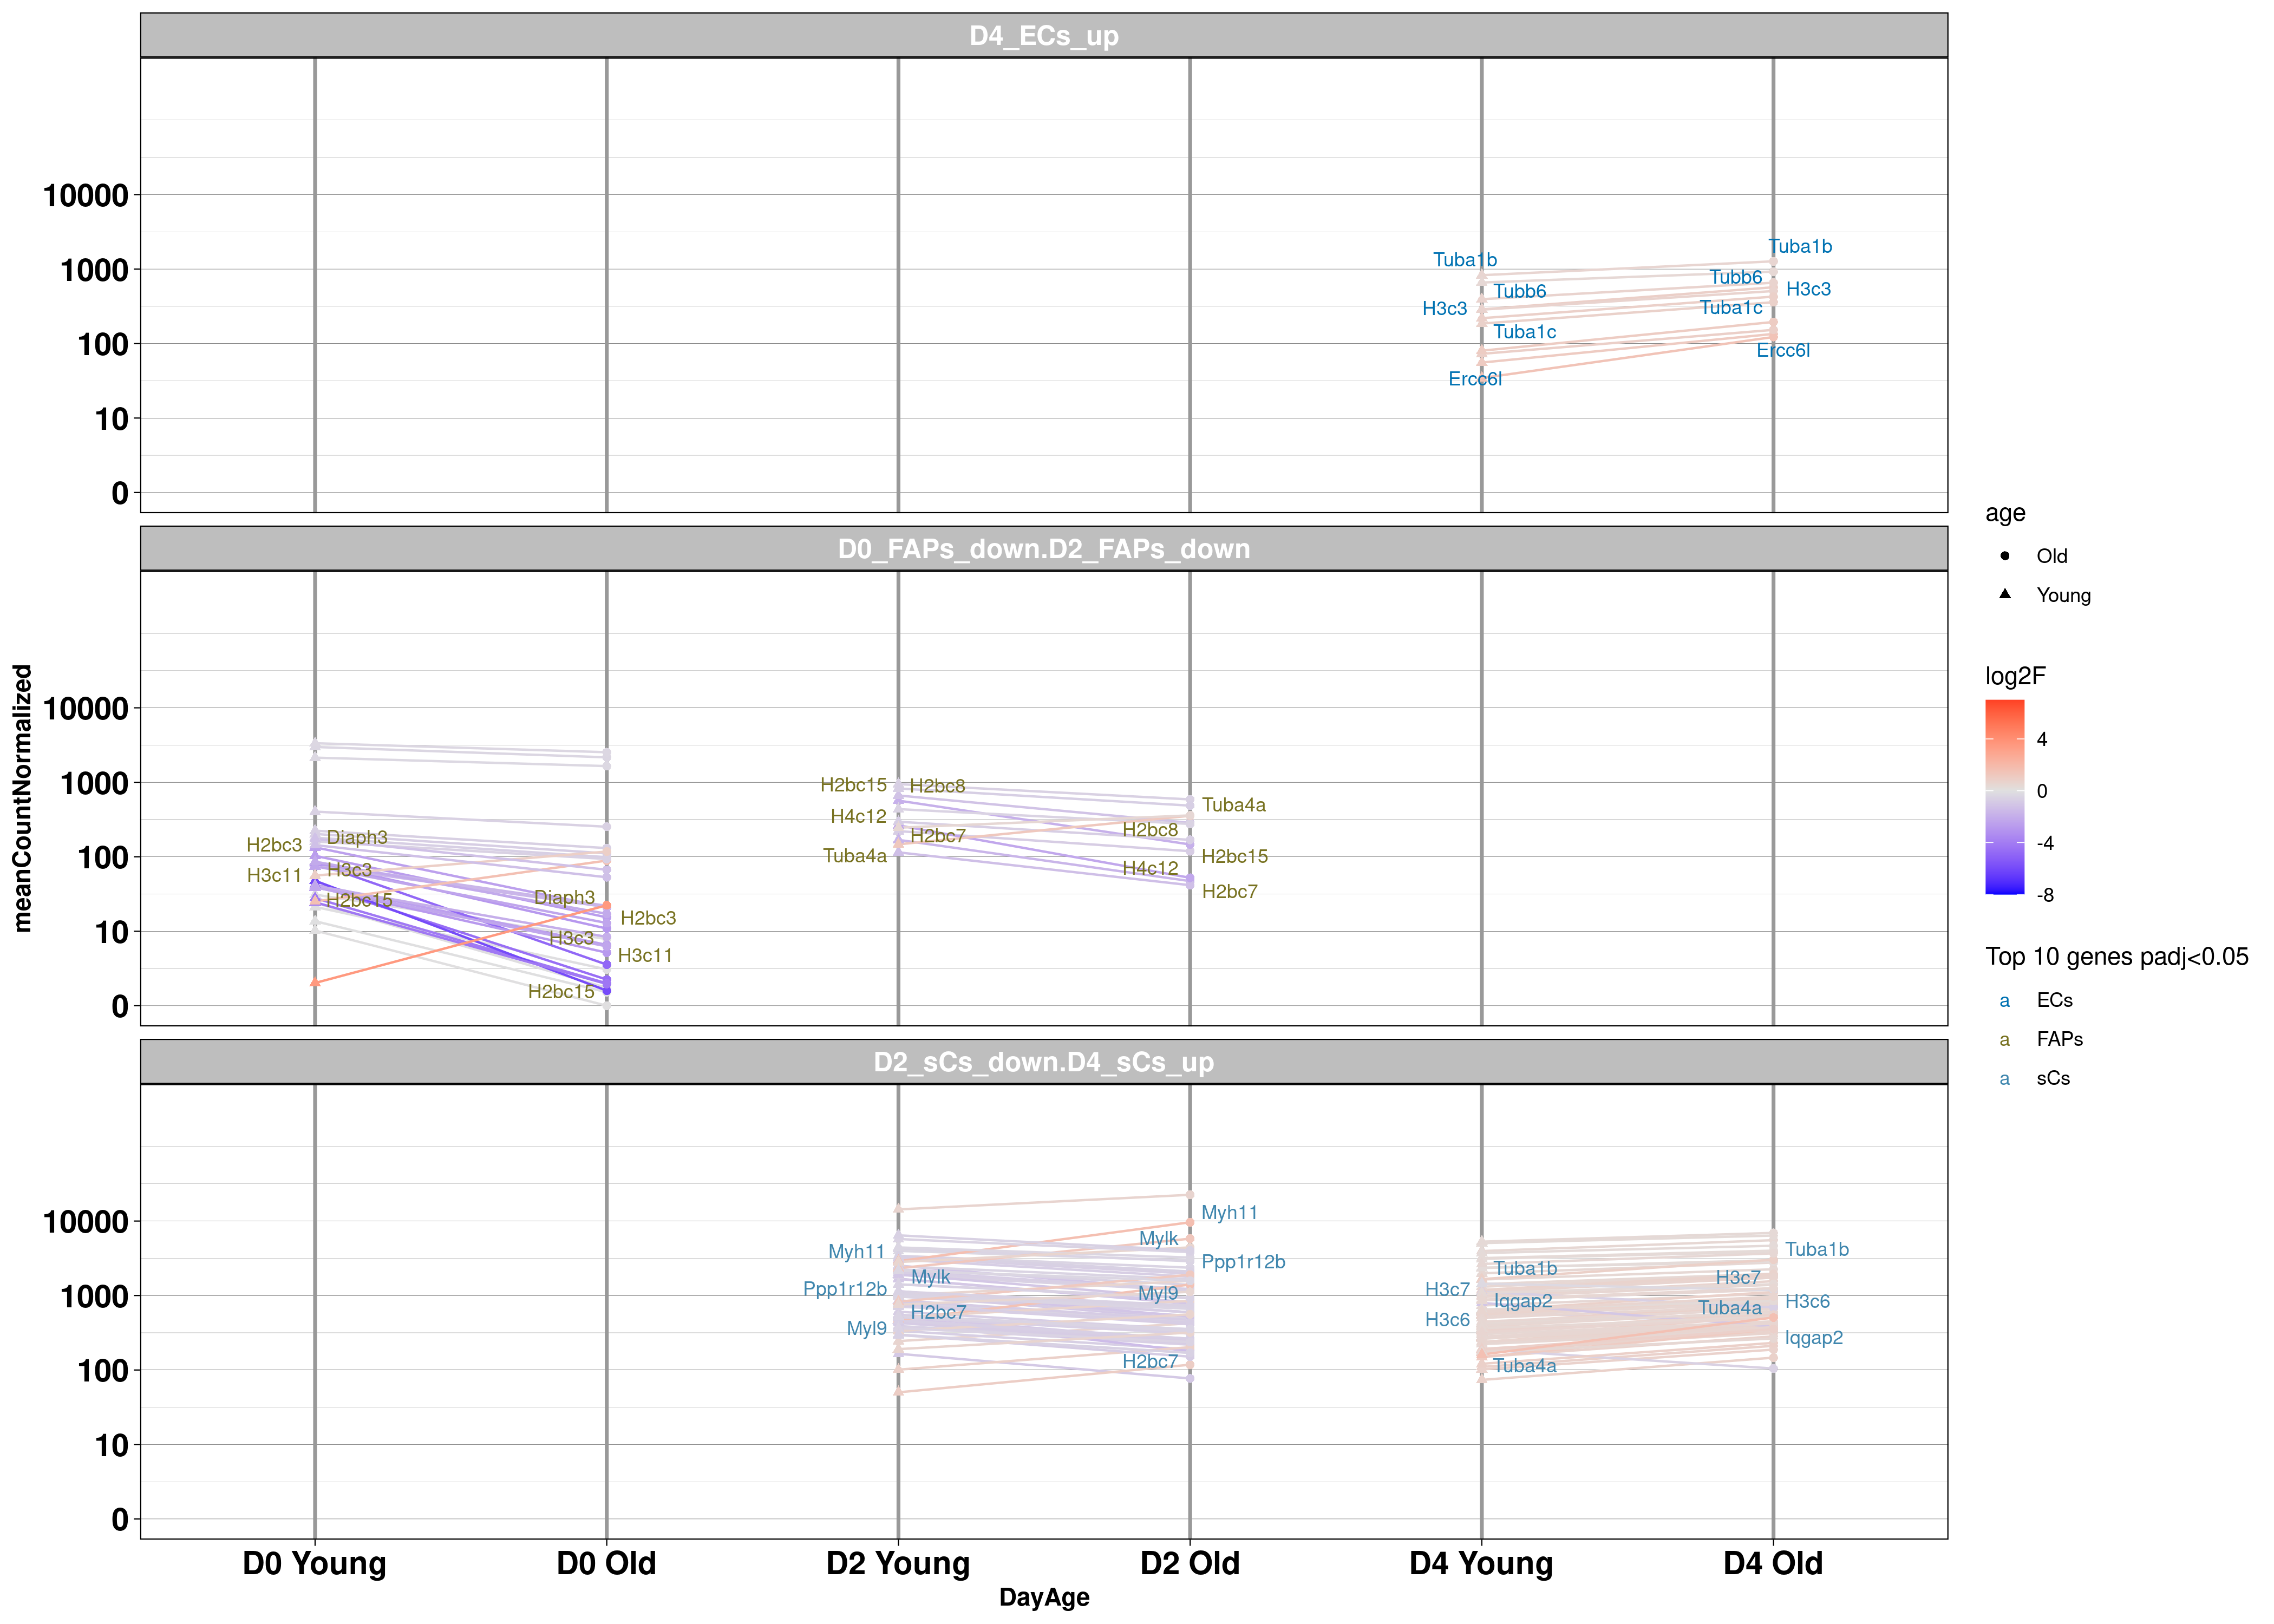 D4_ECs_up
10000
1000
100
10
0
Tuba1b
Tubb6
H3c3
Tuba1c
Ercc6l
Tuba1b
Tubb6
H3c3
Tuba1c
Ercc6l
D0_FAPs_down.D2_FAPs_down
10000
1000
100
10
0
H2bc3
Diaph3
H3c11
H3c3
H2bc15
Diaph3
H2bc3
H3c3
H3c11
H2bc15
H2bc15
H2bc8
H4c12
H2bc7
Tuba4a
Tuba4a
H2bc8
H2bc15
H4c12
H2bc7
D2_sCs_down.D4_sCs_up
10000
1000
100
10
0
Myh11
Mylk
Ppp1r12b
H2bc7
Myl9
Myh11
Mylk
Ppp1r12b
Myl9
H2bc7
Tuba1b
H3c7
Iqgap2
H3c6
Tuba4a
Tuba1b
H3c7
H3c6
Tuba4a
Iqgap2
D0 Young
D0 Old
D2 Young
D2 Old
D4 Young
D4 Old
DayAge
meanCountNormalized
age
Old
Young
log2F
4
0
-4
-8
Top 10 genes padj<0.05
a ECs
a FAPs
a sCs